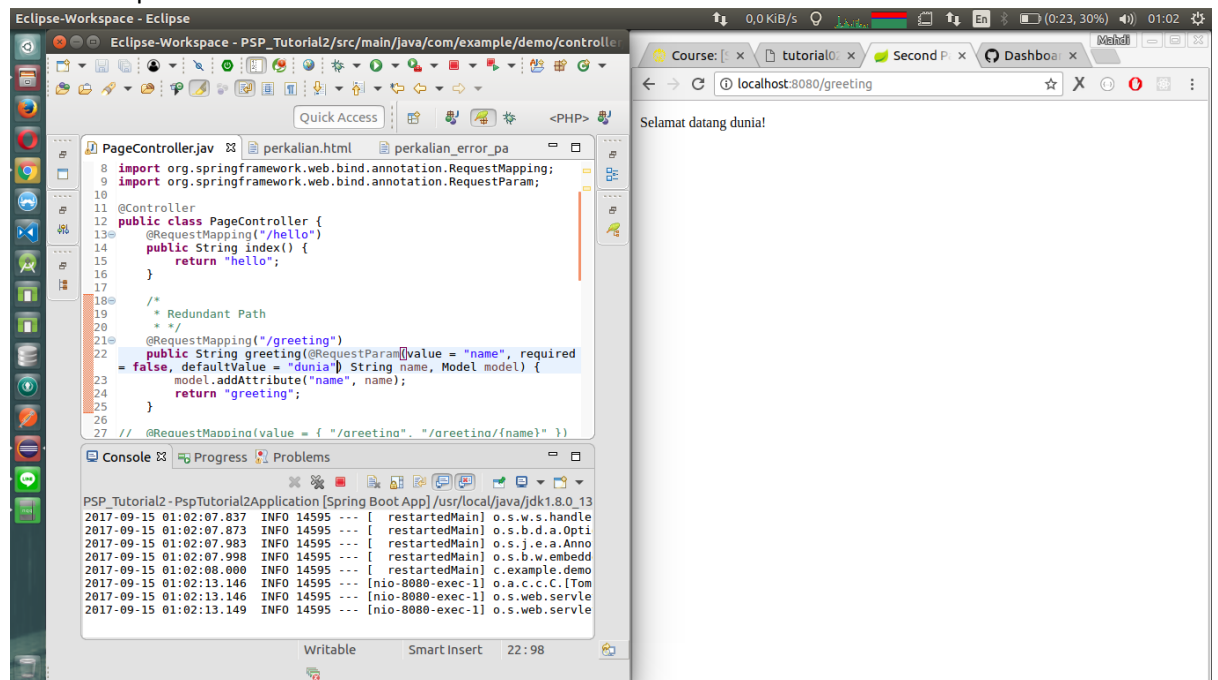 Eclipse-Workspace - Eclipse
0,0 KiB/s
En
(0:23, 30%)
01:02
Eclipse-Workspace - PSP_Tutorial2/src/main/java/com/example/demo/controller
Quick Access
<PHP>
PageController.jav
perkalian.html
perkalian_error_pa
8 import org.springframework.web.bind.annotation.RequestMapping;
9 import org.springframework.web.bind.annotation.RequestParam;
10
11 @Controller
12 public class PageController {
13 @RequestMapping("/hello")
14 public String index() {
15 return "hello";
16 }
17
18 /*
19 * Redundant Path
20 * */
21 @RequestMapping("/greeting")
22 public String greeting(@RequestParam(value = "name", required
= false, defaultValue = "dunia") String name, Model model) {
23 model.addAttribute("name", name);
24 return "greeting";
25 }
26
27 // @RequestMapping(value = { "/greeting", "/greeting/{name}" })
Console
Progress
Problems
PSP_Tutorial2 - PspTutorial2Application [Spring Boot App] /usr/local/java/jdk1.8.0_13
2017-09-15 01:02:07.837 INFO 14595 --- [ restartedMain] o.s.w.s.handle
2017-09-15 01:02:07.873 INFO 14595 --- [ restartedMain] o.s.b.d.a.Opti
2017-09-15 01:02:07.983 INFO 14595 --- [ restartedMain] o.s.j.e.a.Anno
2017-09-15 01:02:07.998 INFO 14595 --- [ restartedMain] o.s.b.w.embedd
2017-09-15 01:02:08.000 INFO 14595 --- [ restartedMain] c.example.demo
2017-09-15 01:02:13.146 INFO 14595 --- [nio-8080-exec-1] o.a.c.c.C.[Tom
2017-09-15 01:02:13.146 INFO 14595 --- [nio-8080-exec-1] o.s.web.servle
2017-09-15 01:02:13.149 INFO 14595 --- [nio-8080-exec-1] o.s.web.servle
Writable
Smart Insert
22 : 98
Mahdi
Course: [S
tutorial02
Second P
Dashboar
localhost:8080/greeting
Selamat datang dunia!